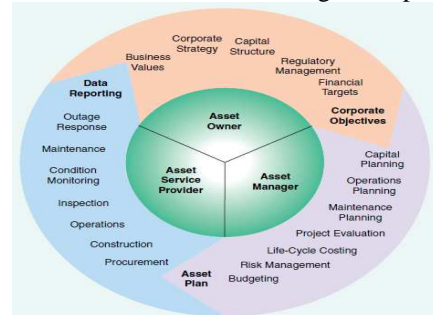 Corporate
Strategy
Capital
Structure
Business
Values
Regulatory
Management
Financial
Targets
Data
Reporting
Corporate
Objectives
Asset
Owner
Asset
Service
Provider
Asset
Manager
Outage
Response
Maintenance
Condition
Monitoring
Inspection
Operations
Construction
Procurement
Asset
Plan
Capital
Planning
Operations
Planning
Maintenance
Planning
Project Evaluation
Life-Cycle Costing
Risk Management
Budgeting